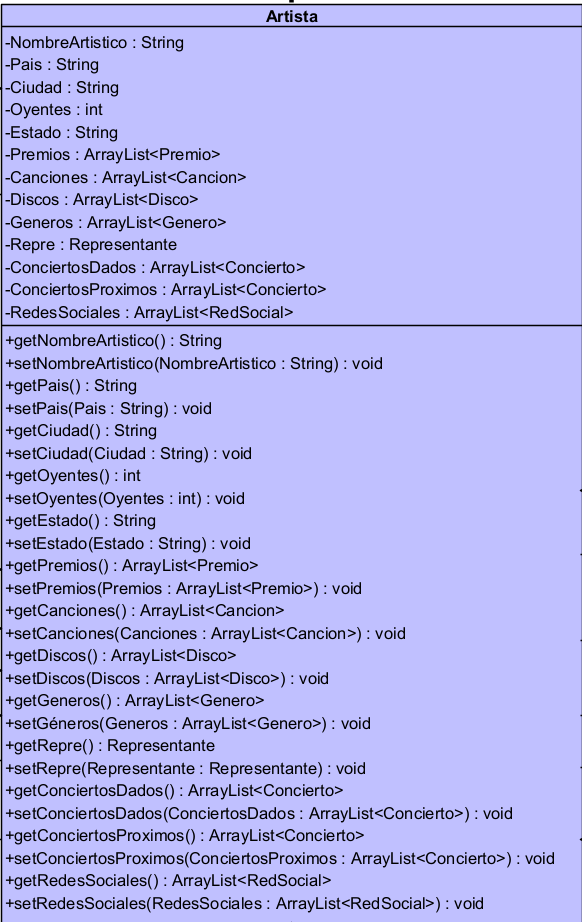 Artista
-NombreArtistico : String
-Pais : String
-Ciudad : String
-Oyentes : int
-Estado : String
-Premios : ArrayList<Premio>
-Canciones : ArrayList<Cancion>
-Discos : ArrayList<Disco>
-Generos : ArrayList<Genero>
-Repre : Representante
-ConciertosDados : ArrayList<Concierto>
-ConciertosProximos : ArrayList<Concierto>
-RedesSociales : ArrayList<RedSocial>
+getNombreArtistico() : String
+setNombreArtistico(NombreArtistico : String) : void
+getPais() : String
+setPais(Pais : String) : void
+getCiudad() : String
+setCiudad(Ciudad : String) : void
+getOyentes() : int
+setOyentes(Oyentes : int) : void
+getEstado() : String
+setEstado(Estado : String) : void
+getPremios() : ArrayList<Premio>
+setPremios(Premios : ArrayList<Premio>) : void
+getCanciones() : ArrayList<Cancion>
+setCanciones(Canciones : ArrayList<Cancion>) : void
+getDiscos() : ArrayList<Disco>
+setDiscos(Discos : ArrayList<Disco>) : void
+getGeneros() : ArrayList<Genero>
+setGéneros(Generos : ArrayList<Genero>) : void
+getRepre() : Representante
+setRepre(Representante : Representante) : void
+getConciertosDados() : ArrayList<Concierto>
+setConciertosDados(ConciertosDados : ArrayList<Concierto>) : void
+getConciertosProximos() : ArrayList<Concierto>
+setConciertosProximos(ConciertosProximos : ArrayList<Concierto>) : void
+getRedesSociales() : ArrayList<RedSocial>
+setRedesSociales(RedesSociales : ArrayList<RedSocial>) : void